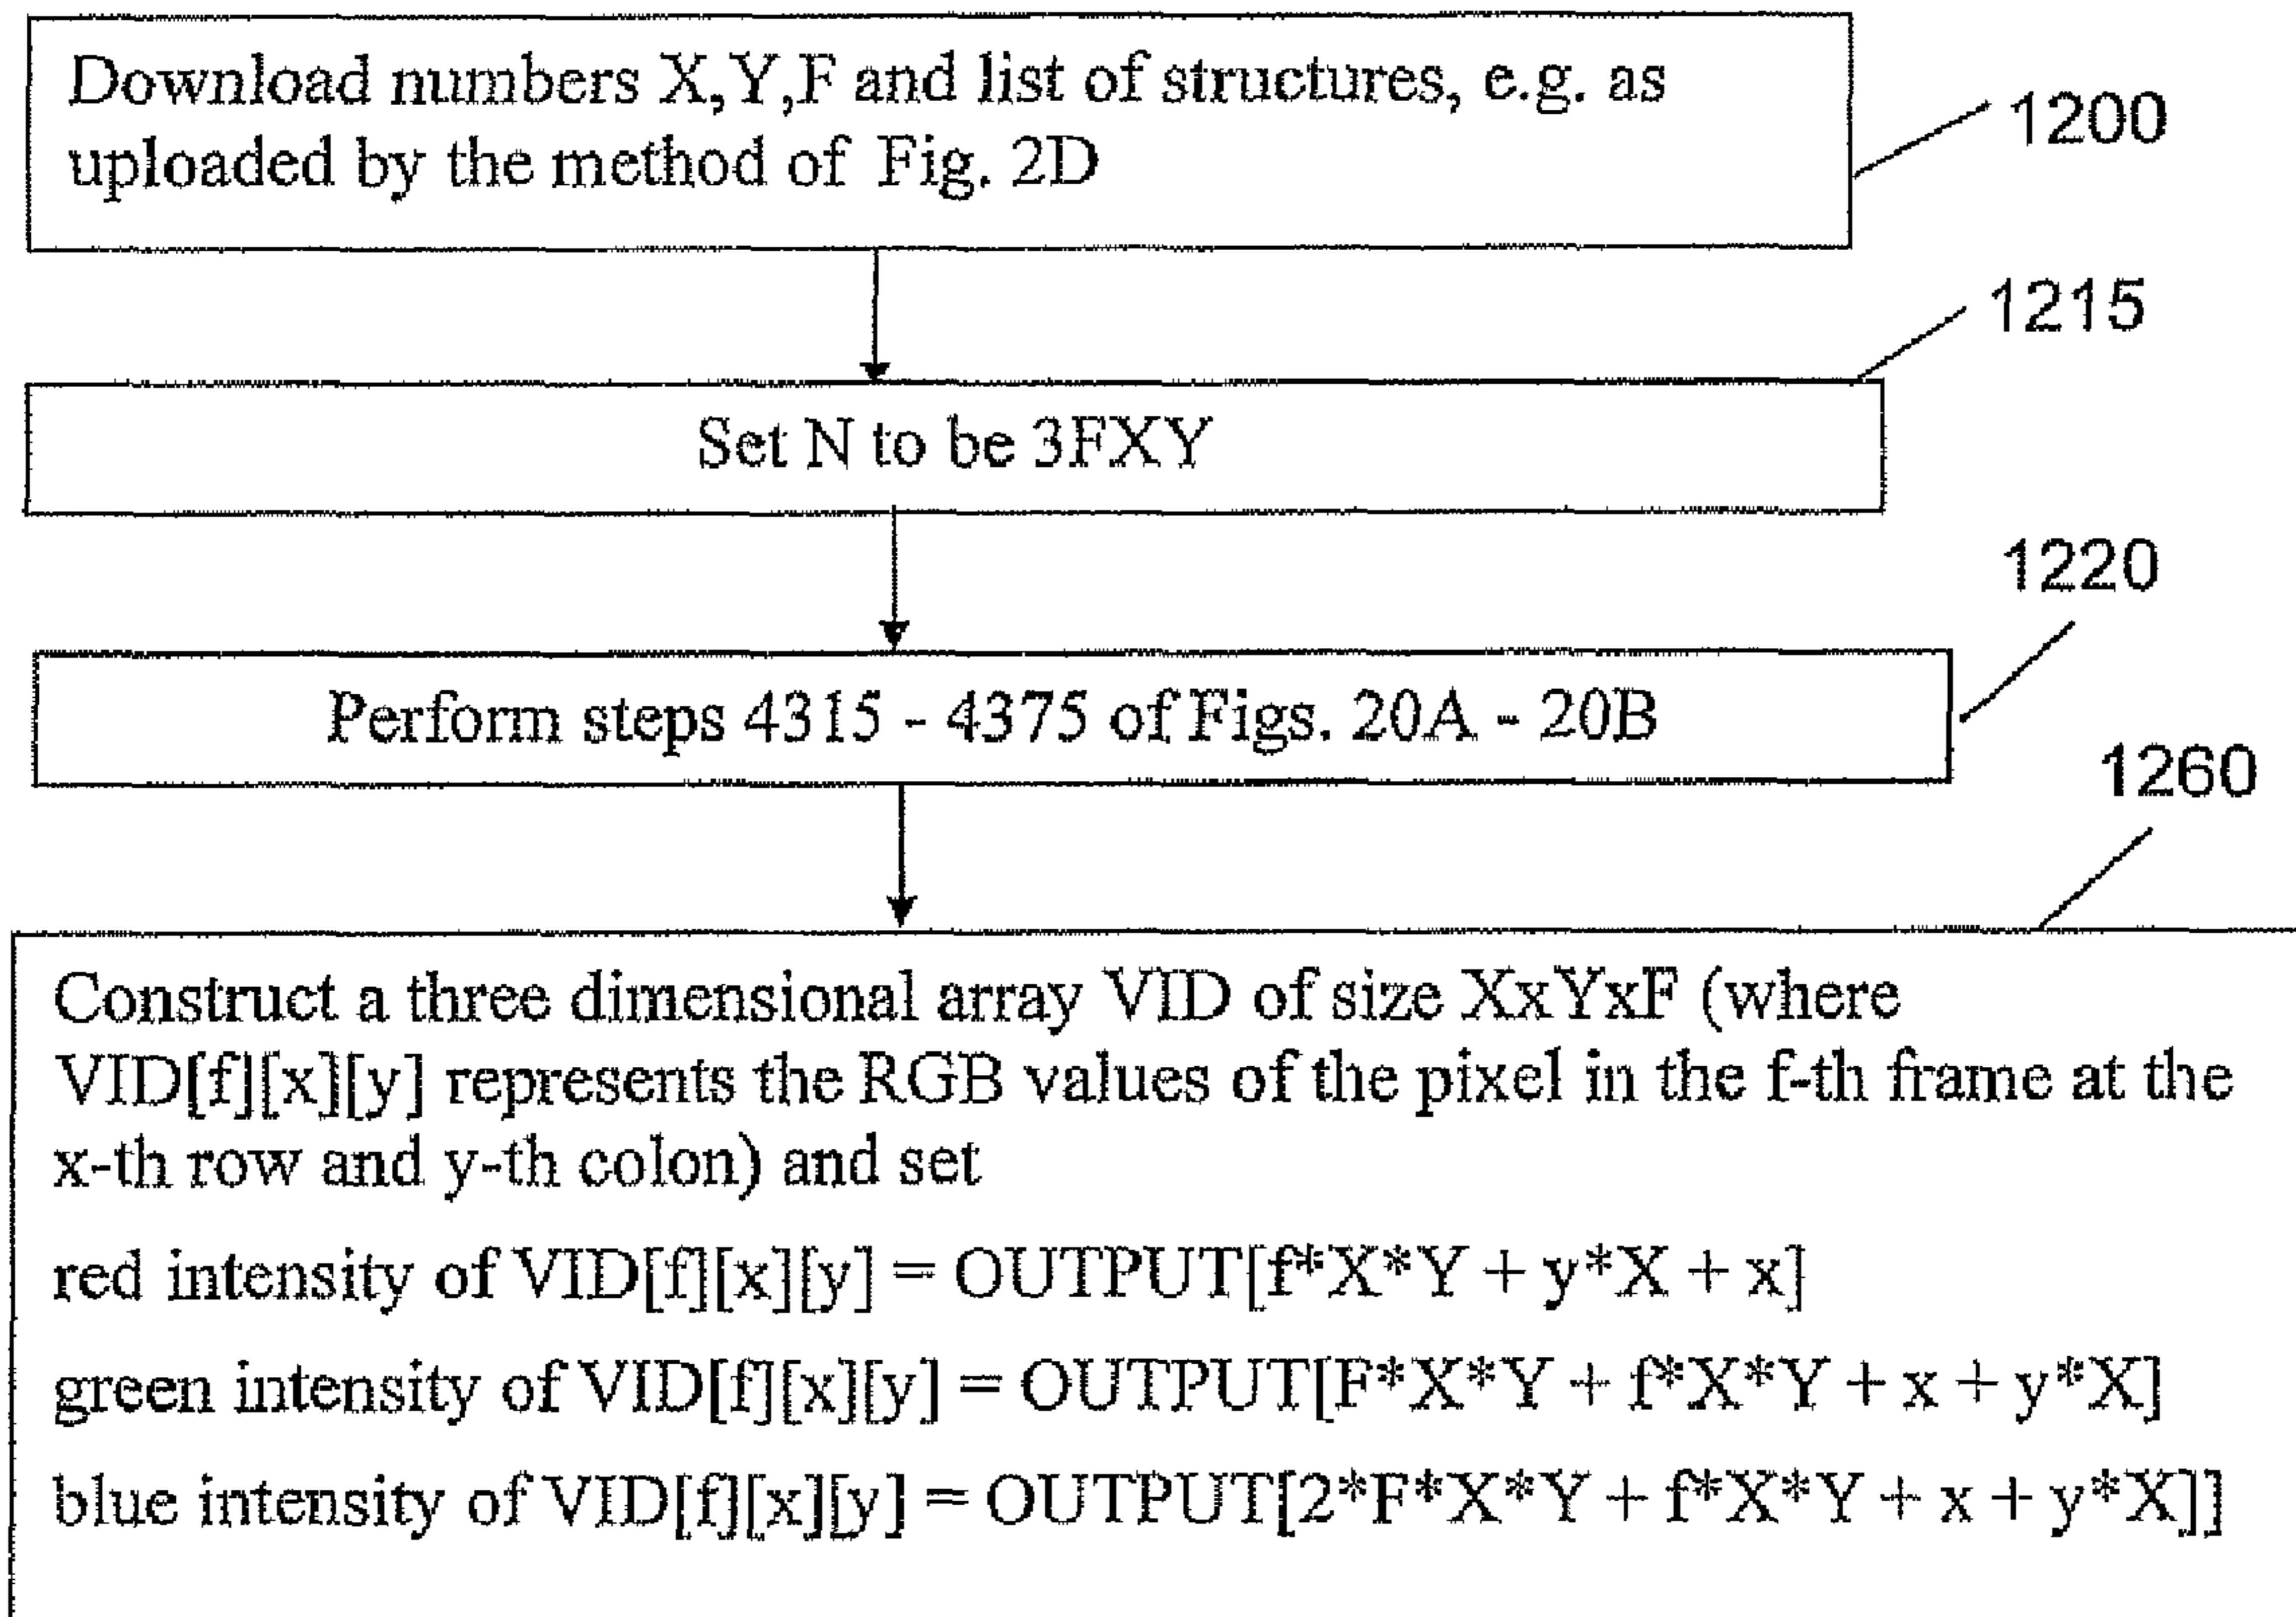 Download numbers X,Y,F and list of structures, e.g. as
uploaded by the method of Fig. 2D
1200
1215
Set N to be 3FXY
1220
Perform steps 4315 - 4375 of Figs. 20A - 20B
1260
Construct a three dimensional array VID of size XxYxF (where
VID[f][x][y] represents the RGB values of the pixel in the f-th frame at the
x-th row and y-th colon) and set
red intensity of VID[f][x][y] = OUTPUT[f*X*Y + y*X + x]
green intensity of VID[f][x][y] = OUTPUT[F*X*Y + f*X*Y + x + y*X]
blue intensity of VID[f][x][y] = OUTPUT[2*F*X*Y + f*X*Y + x + y*X]]